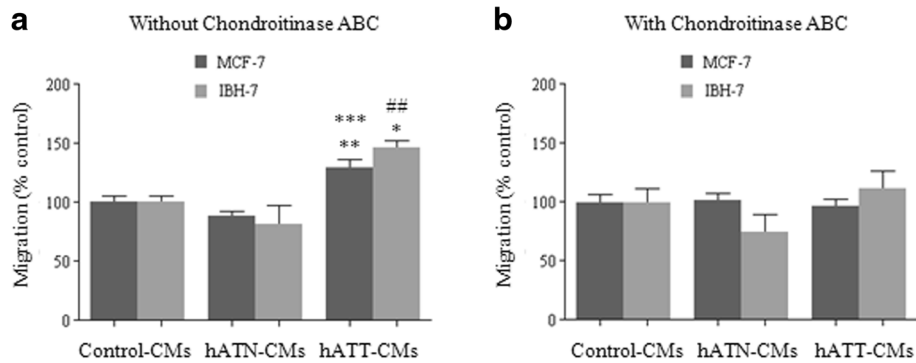 a
Without Chondroitinase ABC
MCF-7
IBH-7
Migration (% control)
200
150
100
50
0
***
**
##
*
Control-CMs hATN-CMs hATT-CMs
b
With Chondroitinase ABC
MCF-7
IBH-7
Migration (% control)
200
150
100
50
0
Control-CMs hATN-CMs hATT-CMs